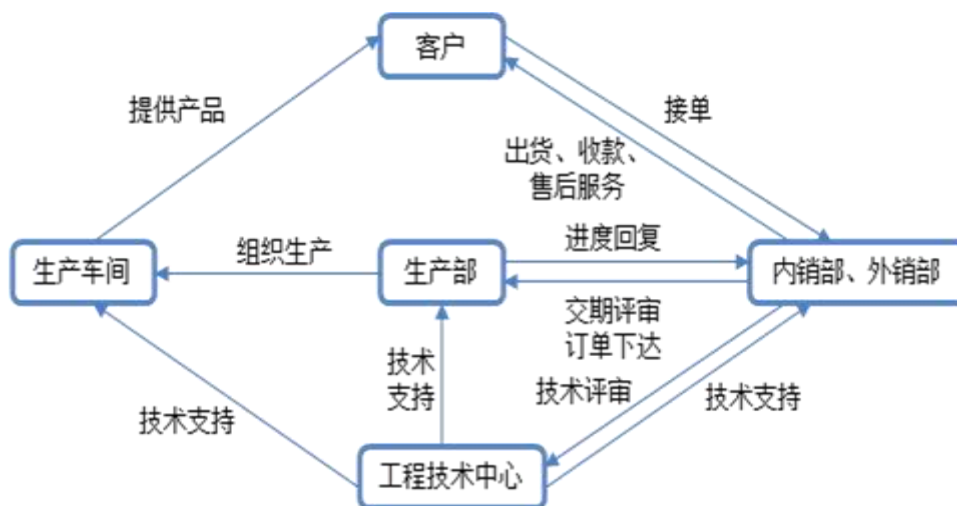 客户
提供产品
接单
出货、收款、
售后服务
组织生产
进度回复
生产车间
生产部
内销部、外销部
交期评审
订单下达
技术
支持
技术评审
技术支持
技术支持
工程技术中心